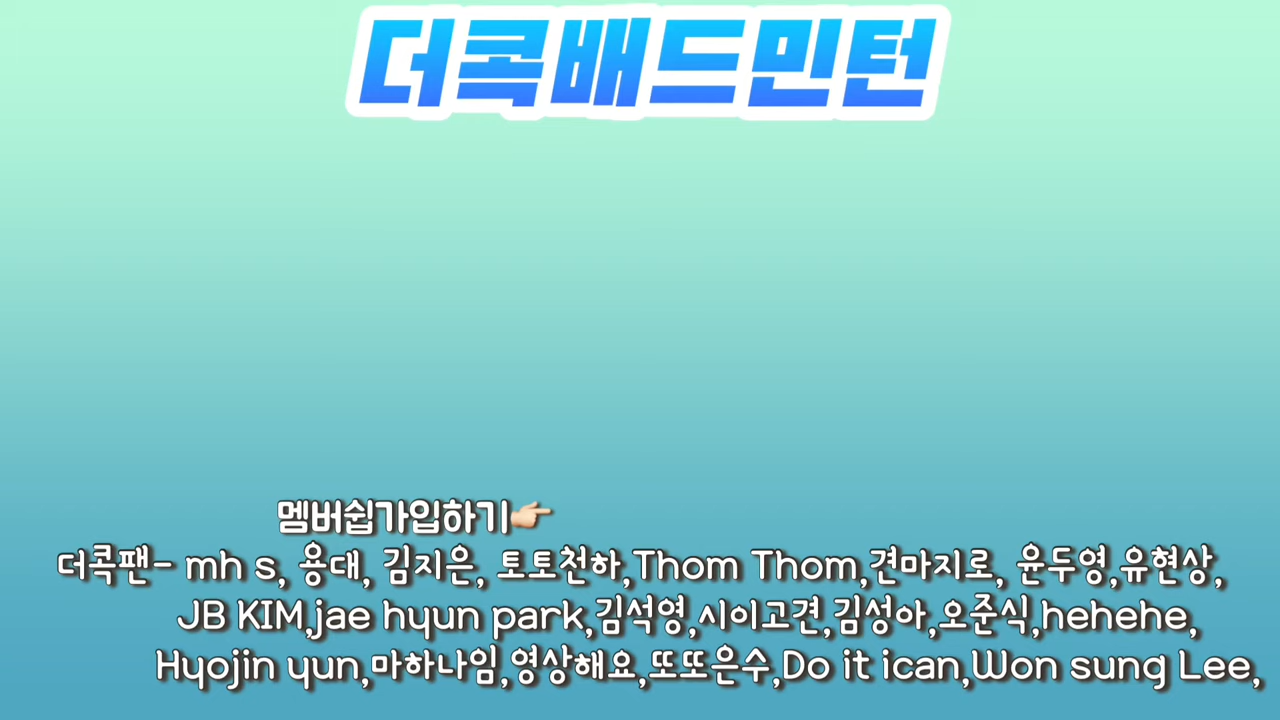 더콕배드민턴
멤버쉽가입하기👉🏻
더콕팬- mh s, 용대, 김지은, 토토천하,Thom Thom,견마지로, 윤두영,유현상,
JB KIM,jae hyun park,김석영,시이고견,김성아,오준식,hehehe,
Hyojin yun,마하나임,영상해요,또또은수,Do it ican,Won sung Lee,